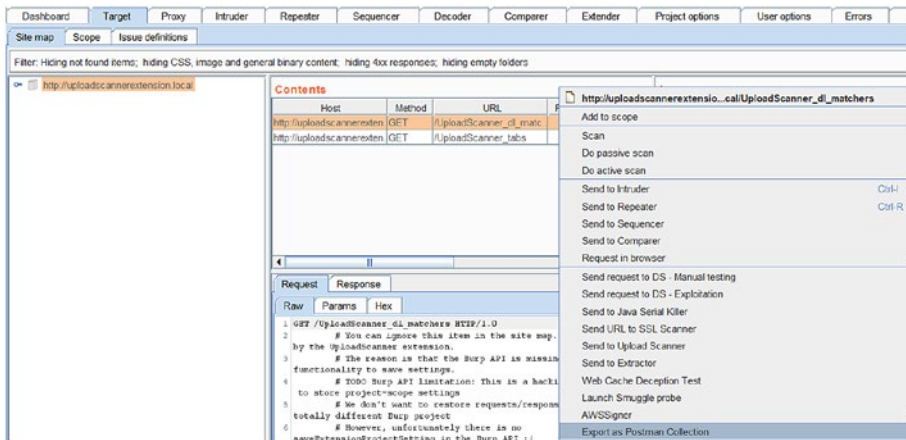 Dashboard Target Proxy Intruder Repeater Sequencer Decoder Comparer Extender Project options User options Errors
Site map Scope Issue definitions
Filter: Hiding not found items; hiding CSS, image and general binary content; hiding 4xx responses; hiding empty folders
http://uploadscannerextension.local
Contents
Host Method URL
http://uploadscannerexten GET /UploadScanner_dl_matc
http://uploadscannerexten GET /UploadScanner_tabs
Request Response
Raw Params Hex
1 GET /UploadScanner_dl_matchers HTTP/1.0
2 # You can ignore this item in the site map.
by the UploadScanner extension.
3 # The reason is that the Burp API is missin
functionality to save settings.
4 # TODO Burp API limitation: This is a hacki
to store project-scope settings
5 # We don't want to restore requests/respon
totally different Burp project
6 # However, unfortunately there is no
saveExtensionProjectSetting in the Burp API :(
http://uploadscannerextensio...cal/UploadScanner_dl_matchers
Add to scope
Scan
Do passive scan
Do active scan
Send to Intruder Ctrl-I
Send to Repeater Ctrl-R
Send to Sequencer
Send to Comparer
Request in browser
Send request to DS - Manual testing
Send request to DS - Exploitation
Send to Java Serial Killer
Send URL to SSL Scanner
Send to Upload Scanner
Send to Extractor
Web Cache Deception Test
Launch Smuggle probe
AWSSigner
Export as Postman Collection